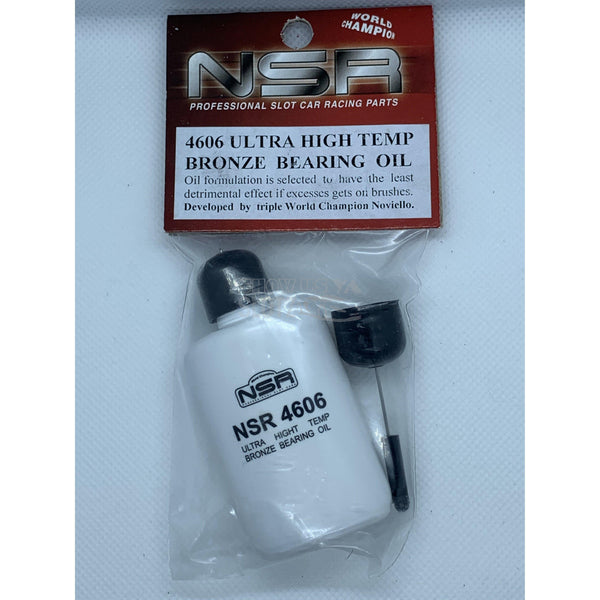 WORLD
CHAMPION
NSR
PROFESSIONAL SLOT CAR RACING PARTS
4606 ULTRA HIGH TEMP
BRONZE BEARING OIL
Oil formulation is selected to have the least
detrimental effect if excesses gets on brushes.
Developed by triple World Champion Noviello.
NSR
NSR 4606
ULTRA HIGHT TEMP
BRONZE BEARING OIL